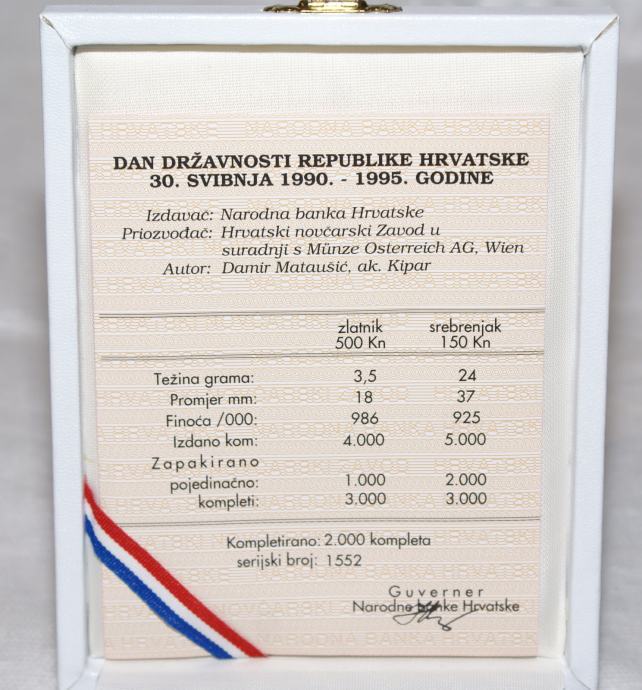 DAN DRŽAVNOSTI REPUBLIKE HRVATSKE
30. SVIBNJA 1990. - 1995. GODINE
Izdavač: Narodna banka Hrvatske
Priozvođač: Hrvatski novčarski Zavod u
suradnji s Münze Osterreich AG, Wien
Autor: Damir Mataušić, ak. Kipar
zlatnik srebrenjak
500 Kn 150 Kn
Težina grama: 3,5 24
Promjer mm: 18 37
Finoća /000: 986 925
Izdano kom: 4.000 5.000
Zapakirano
pojedinačno: 1.000 2.000
kompleti: 3.000 3.000
Kompletirano: 2.000 kompleta
serijski broj: 1552
Guverner
Narodne banke Hrvatske